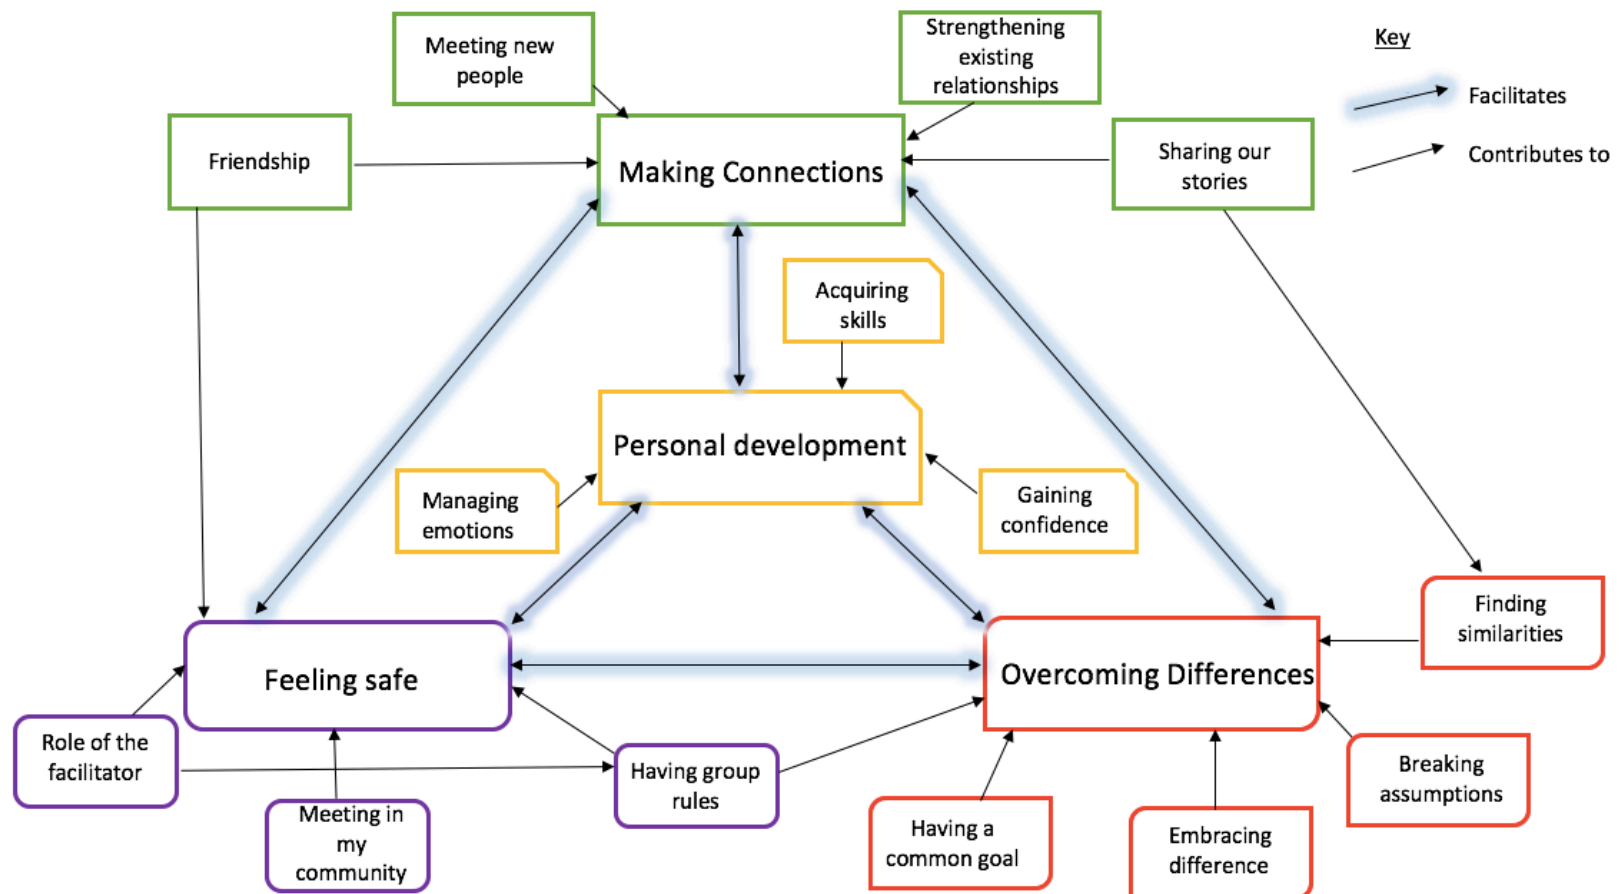 Meeting new
people
Strengthening
existing
relationships
Key
Facilitates
Contributes to
Friendship
Making Connections
Sharing our
stories
Acquiring
skills
Personal development
Managing
emotions
Gaining
confidence
Finding
similarities
Feeling safe
Overcoming Differences
Role of the
facilitator
Having group
rules
Breaking
assumptions
Meeting in
my
community
Having a
common goal
Embracing
difference